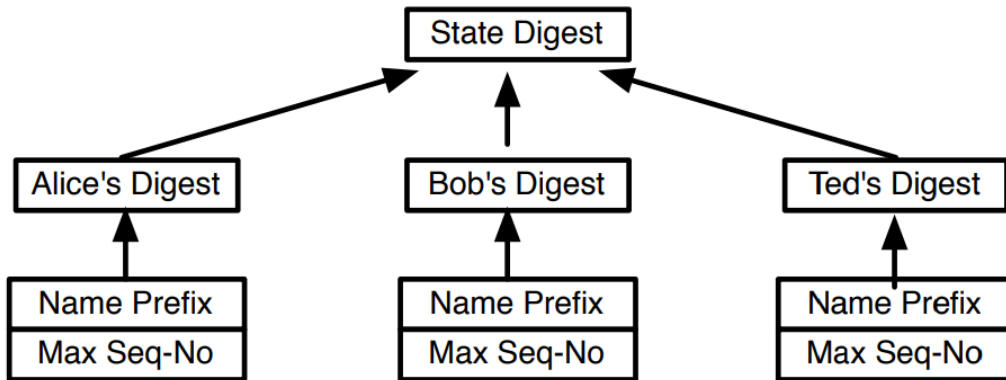 State Digest
Alice's Digest
Bob's Digest
Ted's Digest
Name Prefix
Max Seq-No
Name Prefix
Max Seq-No
Name Prefix
Max Seq-No